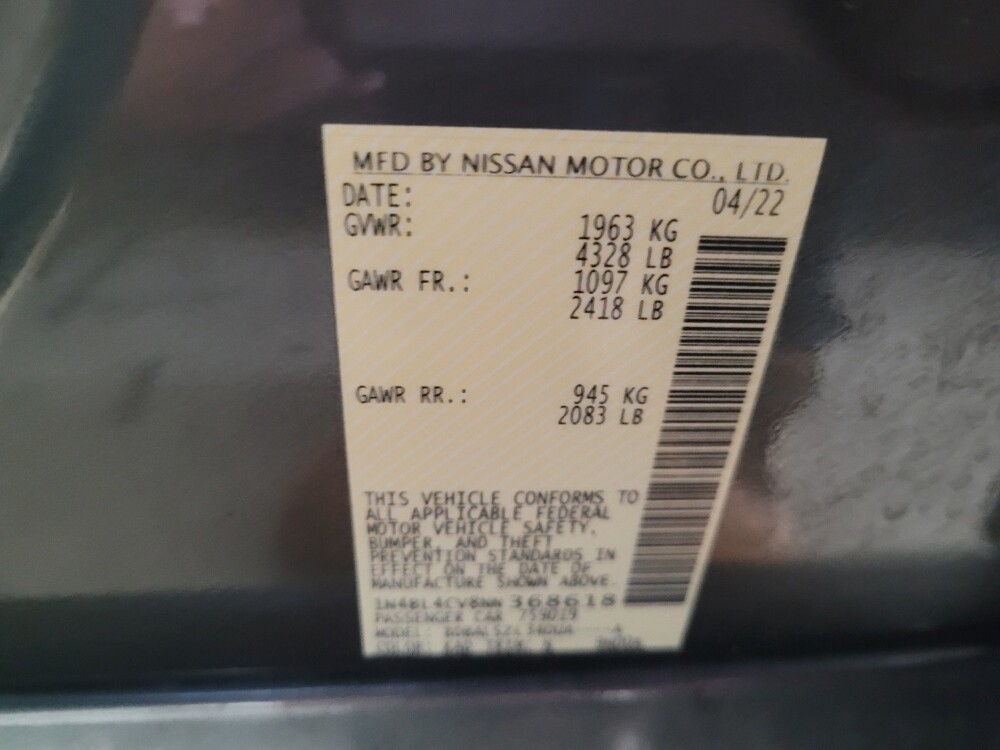 MFD BY NISSAN MOTOR CO., LTD.
DATE: 04/22
GVWR: 1963 KG
4328 LB
GAWR FR.: 1097 KG
2418 LB
GAWR RR.: 945 KG
2083 LB
THIS VEHICLE CONFORMS TO
ALL APPLICABLE FEDERAL
MOTOR VEHICLE SAFETY,
BUMPER, AND THEFT
PREVENTION STANDARDS IN
EFFECT ON THE DATE OF
MANUFACTURE SHOWN ABOVE.
1N4BL4CV8NN 368618
PASSENGER CAR
MODEL:
COLOR: